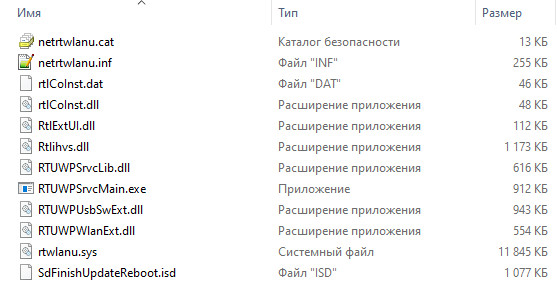 Имя Тип Размер
netrtwlanu.cat Каталог безопасности 13 КБ
netrtwlanu.inf Файл "INF" 255 КБ
rtlCoInst.dat Файл "DAT" 46 КБ
rtlCoInst.dll Расширение приложения 48 КБ
RtlExtUI.dll Расширение приложения 112 КБ
Rtlihvs.dll Расширение приложения 1 173 КБ
RTUWPSrvcLib.dll Расширение приложения 616 КБ
RTUWPSrvcMain.exe Приложение 912 КБ
RTUWPUsbSwExt.dll Расширение приложения 943 КБ
RTUWPWlanExt.dll Расширение приложения 554 КБ
rtwlanu.sys Системный файл 11 845 КБ
SdFinishUpdateReboot.isd Файл "ISD" 1 077 КБ